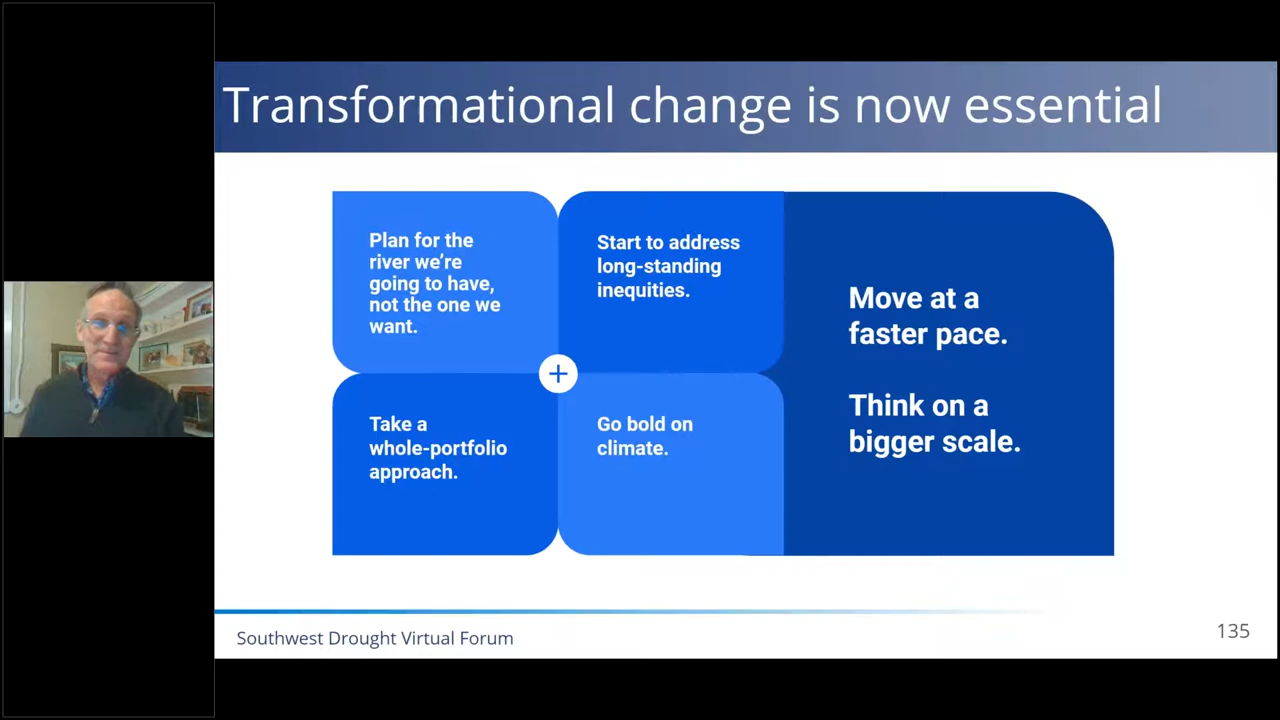 Transformational change is now essential
Plan for the
river we’re
going to have,
not the one we
want.
Start to address
long-standing
inequities.
Take a
whole-portfolio
approach.
Go bold on
climate.
Move at a
faster pace.
Think on a
bigger scale.
Southwest Drought Virtual Forum
135